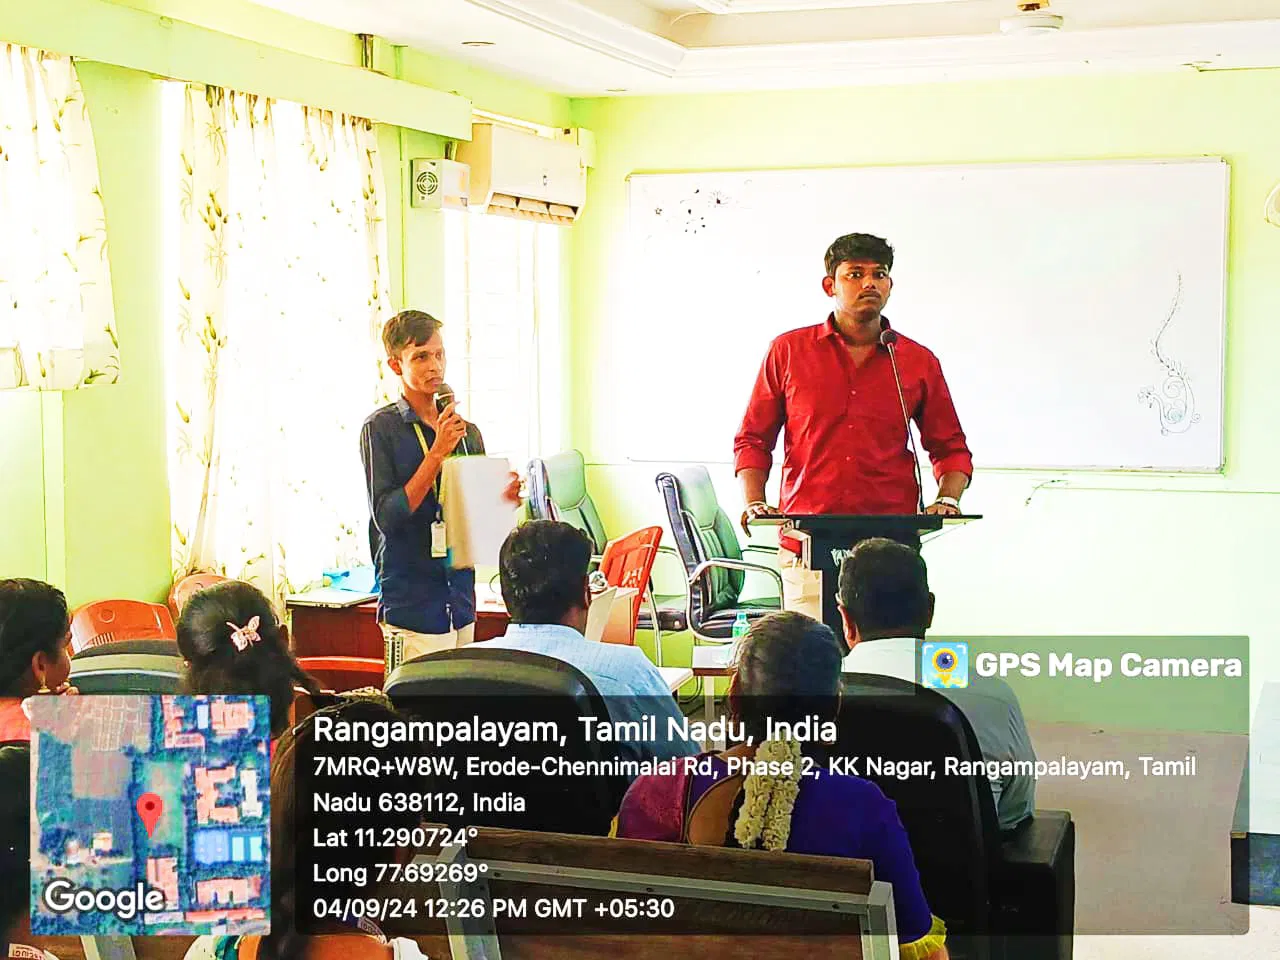 GPS Map Camera
Rangampalayam, Tamil Nadu, India
7MRQ+W8W, Erode-Chennimalai Rd, Phase 2, KK Nagar, Rangampalayam, Tamil
Nadu 638112, India
Lat 11.290724°
Long 77.69269°
04/09/24 12:26 PM GMT +05:30
Google